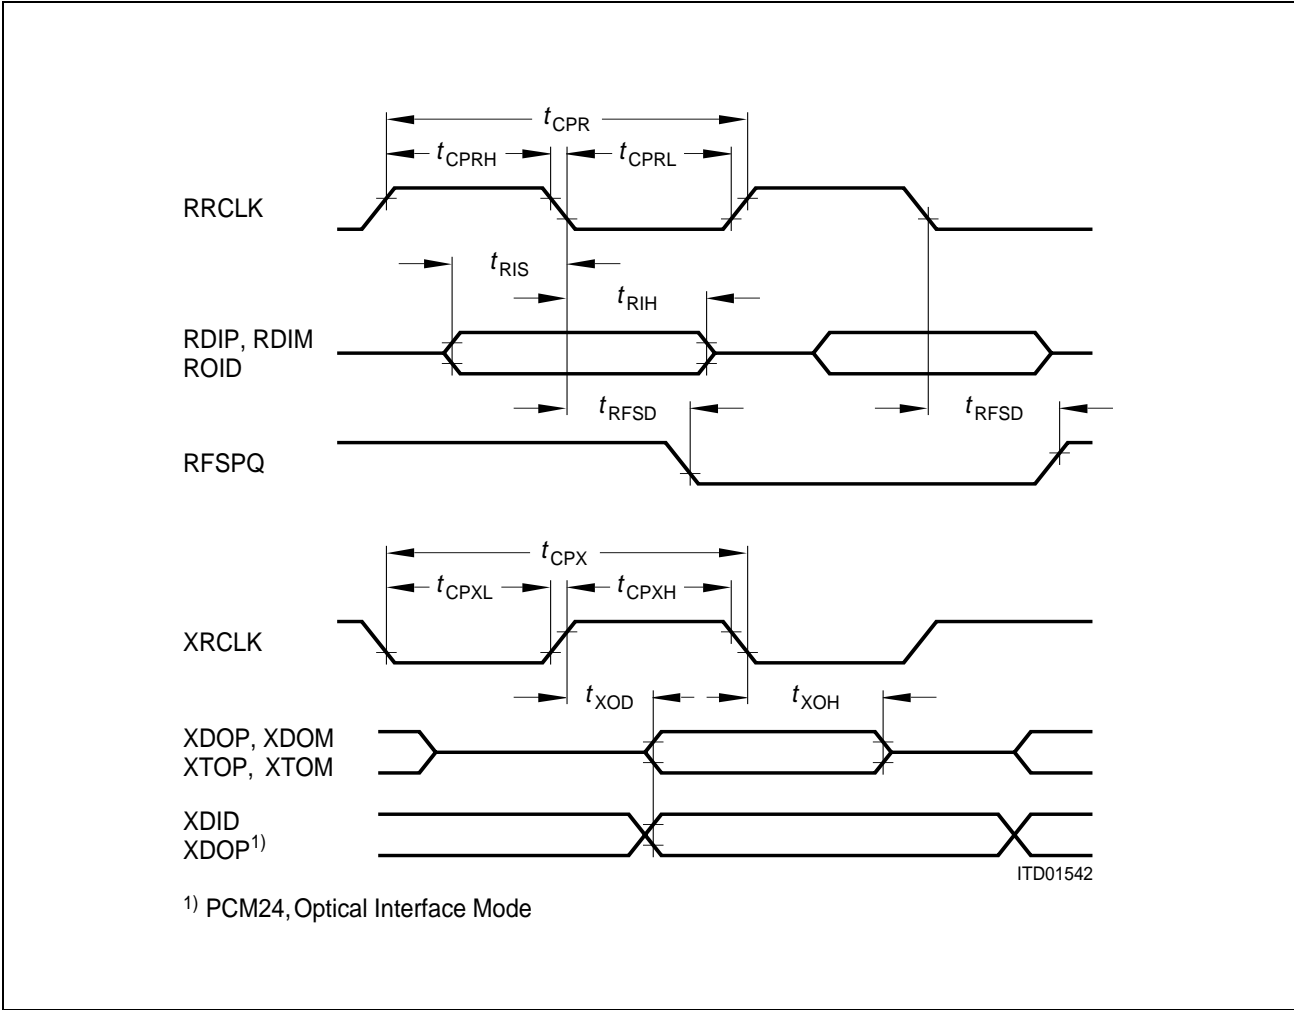 tCPR
tCPRH tCPRL
RRCLK
tRIS
tRIH
RDIP, RDIM
ROID
tRFSD tRFSD
RFSPQ
tCPX
tCPXL tCPXH
XRCLK
tXOD tXOH
XDOP, XDOM
XTOP, XTOM
XDID
XDOP1)
ITD01542
1) PCM24, Optical Interface Mode